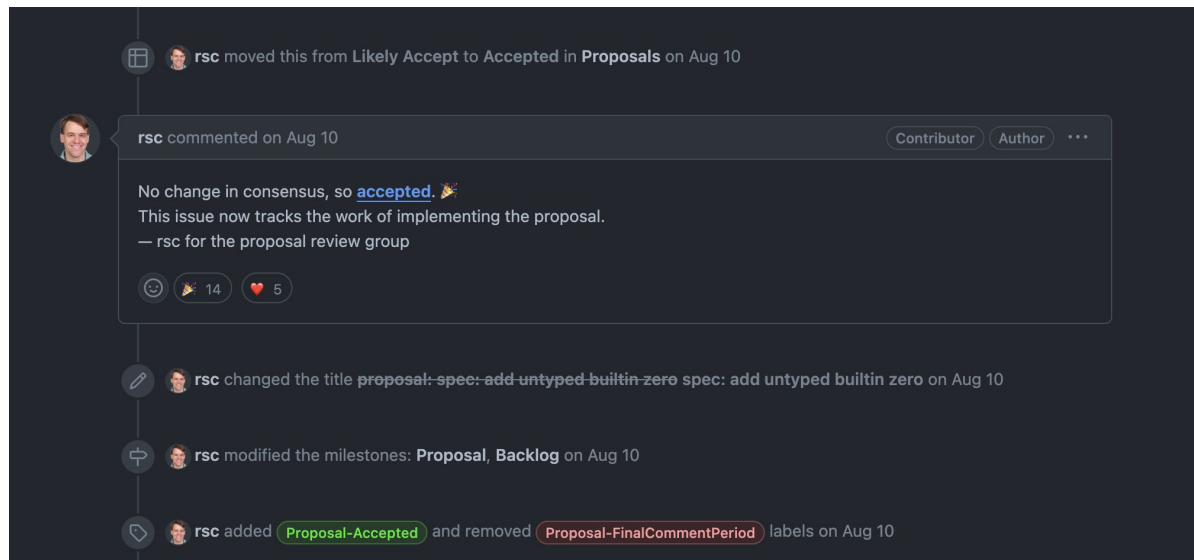 rsc moved this from Likely Accept to Accepted in Proposals on Aug 10
rsc commented on Aug 10
Contributor
Author
No change in consensus, so accepted. 🎉
This issue now tracks the work of implementing the proposal.
— rsc for the proposal review group
🎉 14
❤️ 5
rsc changed the title proposal: spec: add untyped builtin zero spec: add untyped builtin zero on Aug 10
rsc modified the milestones: Proposal, Backlog on Aug 10
rsc added Proposal-Accepted and removed Proposal-FinalCommentPeriod labels on Aug 10